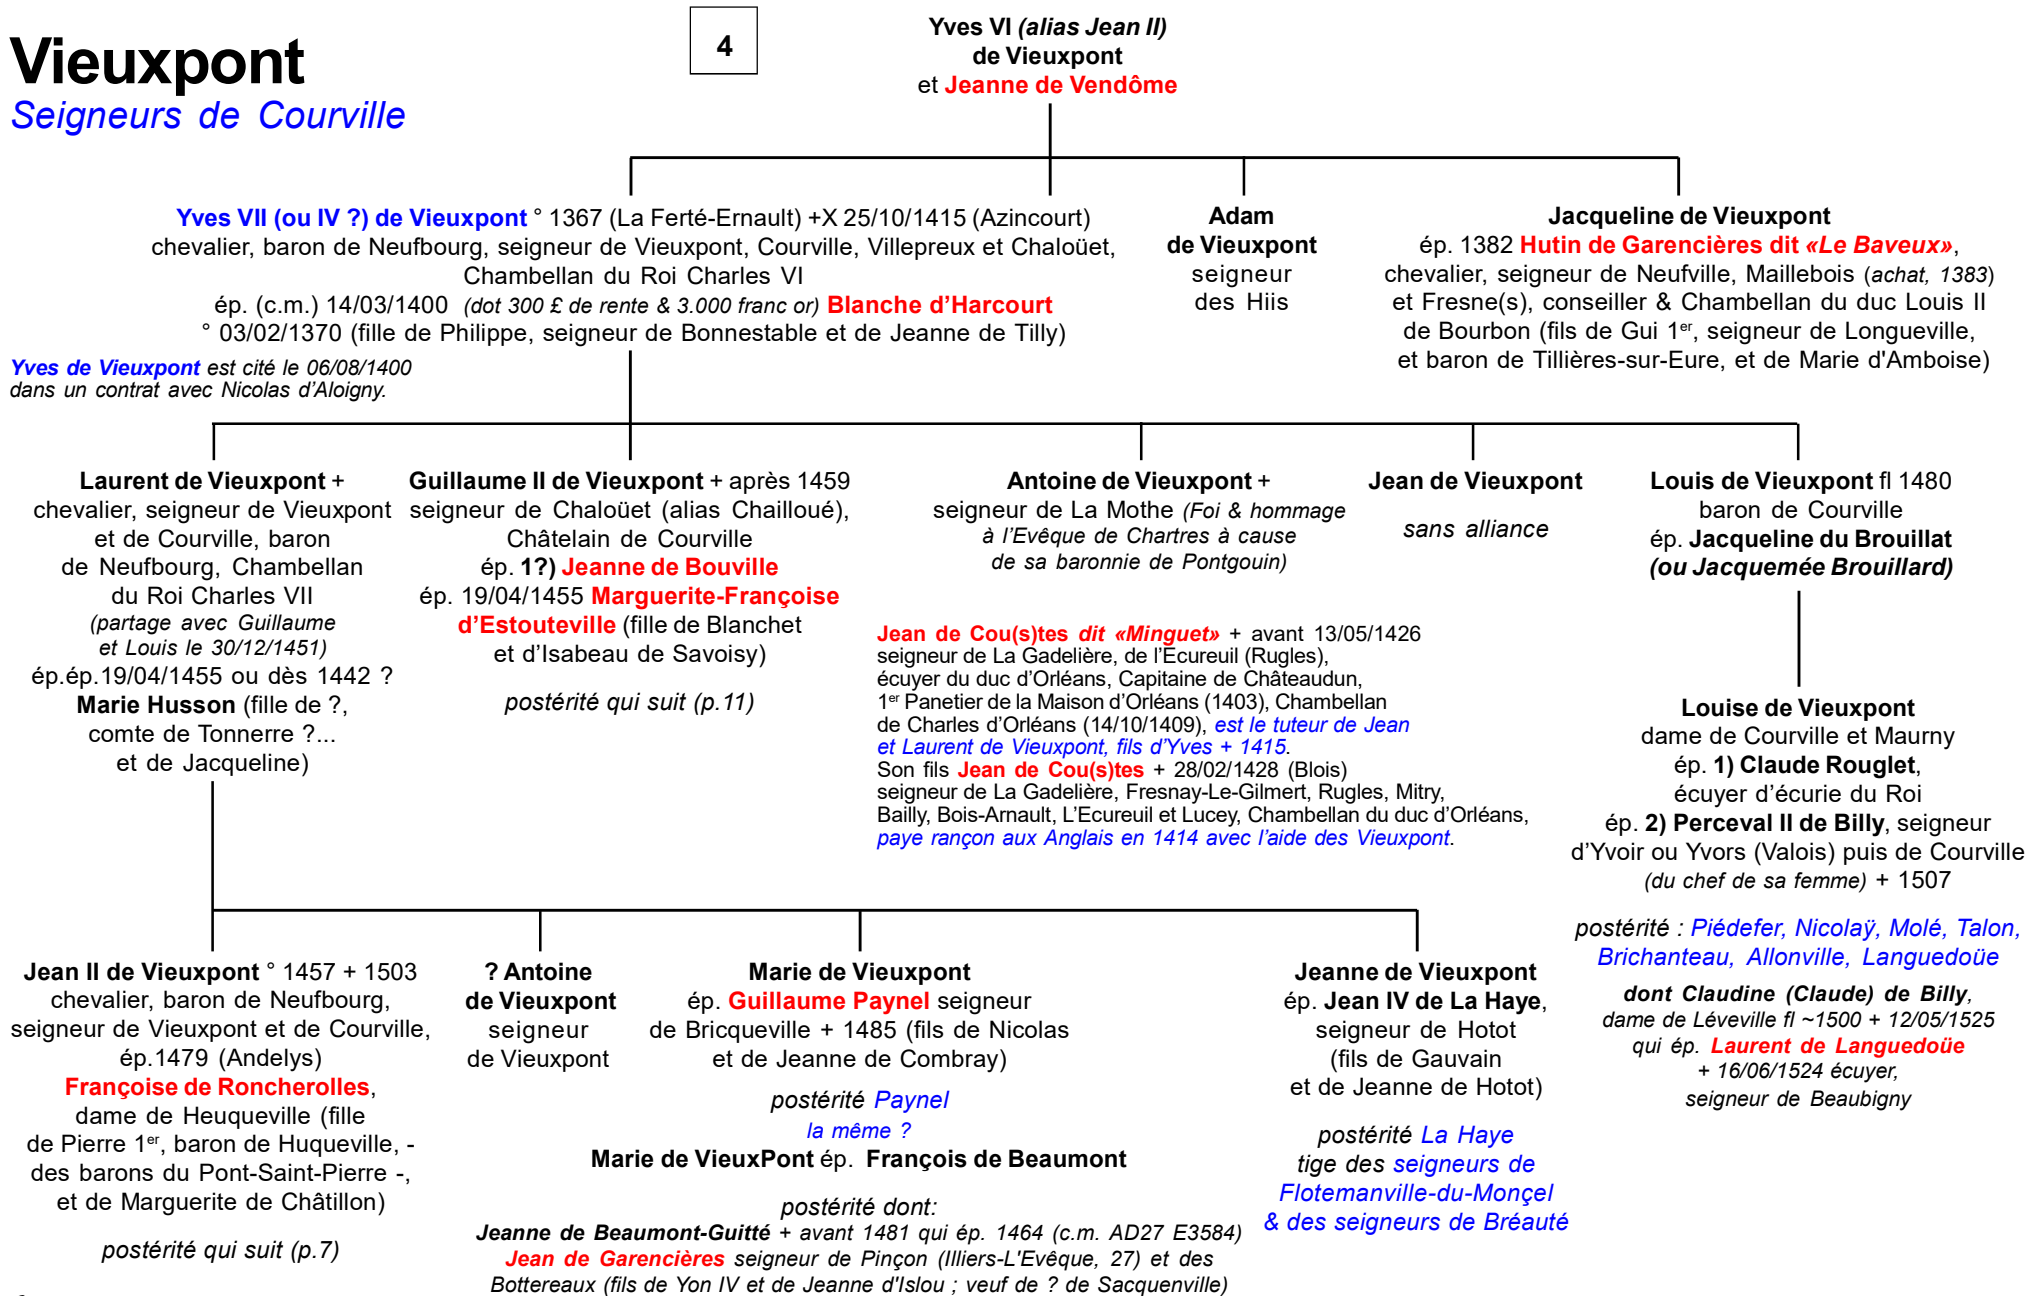 Vieuxpont
Seigneurs de Courville
4
Yves VI (alias Jean II)
de Vieuxpont
et Jeanne de Vendôme
Yves VII (ou IV ?) de Vieuxpont ° 1367 (La Ferté-Ernault) +X 25/10/1415 (Azincourt)
chevalier, baron de Neufbourg, seigneur de Vieuxpont, Courville, Villepreux et Chaloüet,
Chambellan du Roi Charles VI
ép. (c.m.) 14/03/1400 (dot 300 £ de rente & 3.000 franc or) Blanche d’Harcourt
° 03/02/1370 (fille de Philippe, seigneur de Bonnestable et de Jeanne de Tilly)
Yves de Vieuxpont est cité le 06/08/1400
dans un contrat avec Nicolas d’Aloigny.
Adam
de Vieuxpont
seigneur
des Hiis
Jacqueline de Vieuxpont
ép. 1382 Hutin de Garencières dit «Le Baveux»,
chevalier, seigneur de Neufville, Maillebois (achat, 1383)
et Fresne(s), conseiller & Chambellan du duc Louis II
de Bourbon (fils de Gui 1er, seigneur de Longueville,
et baron de Tillières-sur-Eure, et de Marie d'Amboise)
Laurent de Vieuxpont +
chevalier, seigneur de Vieuxpont
et de Courville, baron
de Neufbourg, Chambellan
du Roi Charles VII
(partage avec Guillaume
et Louis le 30/12/1451)
ép.ép.19/04/1455 ou dès 1442 ?
Marie Husson (fille de ?,
comte de Tonnerre ?...
et de Jacqueline)
Guillaume II de Vieuxpont + après 1459
seigneur de Chaloüet (alias Chailloué),
Châtelain de Courville
ép. 1?) Jeanne de Bouville
ép. 19/04/1455 Marguerite-Françoise
d’Estouteville (fille de Blanchet
et d'Isabeau de Savoisy)
postérité qui suit (p.11)
Antoine de Vieuxpont +
seigneur de La Mothe (Foi & hommage
à l’Evêque de Chartres à cause
de sa baronnie de Pontgouin)
Jean de Vieuxpont
sans alliance
Louis de Vieuxpont fl 1480
baron de Courville
ép. Jacqueline du Brouillat
(ou Jacquemée Brouillard)
Jean de Cou(s)tes dit «Minguet» + avant 13/05/1426
seigneur de La Gadelière, de l’Ecureuil (Rugles),
écuyer du duc d’Orléans, Capitaine de Châteaudun,
1er Panetier de la Maison d’Orléans (1403), Chambellan
de Charles d’Orléans (14/10/1409), est le tuteur de Jean
et Laurent de Vieuxpont, fils d’Yves + 1415.
Son fils Jean de Cou(s)tes + 28/02/1428 (Blois)
seigneur de La Gadelière, Fresnay-Le-Gilmert, Rugles, Mitry,
Bailly, Bois-Arnault, L’Ecureuil et Lucey, Chambellan du duc d’Orléans,
paye rançon aux Anglais en 1414 avec l’aide des Vieuxpont.
Louise de Vieuxpont
dame de Courville et Maurny
ép. 1) Claude Rouglet,
écuyer d’écurie du Roi
ép. 2) Perceval II de Billy, seigneur
d’Yvoir ou Yvors (Valois) puis de Courville
(du chef de sa femme) + 1507
postérité : Piédefer, Nicolaÿ, Molé, Talon,
Brichanteau, Allonville, Languedoüe
dont Claudine (Claude) de Billy,
dame de Léveville fl ~1500 + 12/05/1525
qui ép. Laurent de Languedoüe
+ 16/06/1524 écuyer,
seigneur de Beaubigny
Jean II de Vieuxpont ° 1457 + 1503
chevalier, baron de Neufbourg,
seigneur de Vieuxpont et de Courville,
ép.1479 (Andelys)
Françoise de Roncherolles,
dame de Heuqueville (fille
de Pierre 1er, baron de Huqueville, -
des barons du Pont-Saint-Pierre -,
et de Marguerite de Châtillon)
postérité qui suit (p.7)
? Antoine
de Vieuxpont
seigneur
de Vieuxpont
Marie de Vieuxpont
ép. Guillaume Paynel seigneur
de Bricqueville + 1485 (fils de Nicolas
et de Jeanne de Combray)
postérité Paynel
la même ?
Marie de VieuxPont ép. François de Beaumont
postérité dont:
Jeanne de Beaumont-Guitté + avant 1481 qui ép. 1464 (c.m. AD27 E3584)
Jean de Garencières seigneur de Pinçon (Illiers-L'Evêque, 27) et des
Bottereaux (fils de Yon IV et de Jeanne d'Islou ; veuf de ? de Sacquenville)
Jeanne de Vieuxpont
ép. Jean IV de La Haye,
seigneur de Hotot
(fils de Gauvain
et de Jeanne de Hotot)
postérité La Haye
tige des seigneurs de
Flotemanville-du-Monçel
& des seigneurs de Bréauté